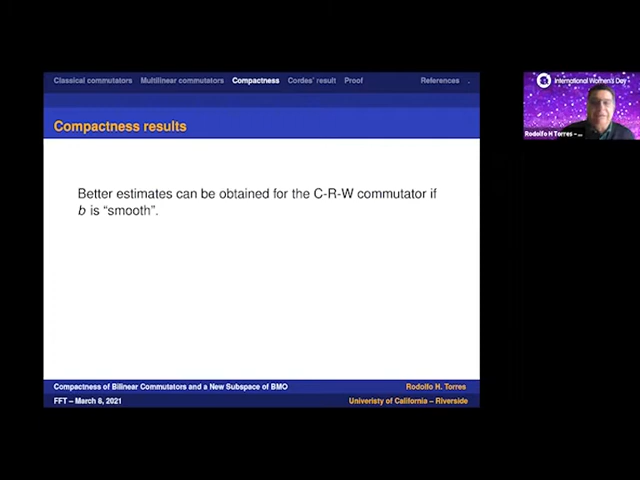 Classical commutators Multilinear commutators Compactness Cordes' result Proof References .
Compactness results
Better estimates can be obtained for the C-R-W commutator if
b is “smooth”.
Compactness of Bilinear Commutators and a New Subspace of BMO Rodolfo H. Torres
FFT – March 8, 2021 Univeristy of California – Riverside
International Women's Day
Rodolfo H Torres – ...